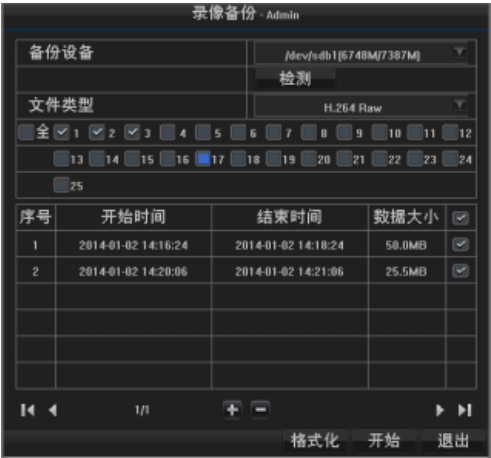 录像备份 - Admin
备份设备 /dev/sdb1[6748M/7387M]
检测
文件类型 H.264 Raw
全 1 2 3 4 5 6 7 8 9 10 11 12
13 14 15 16 17 18 19 20 21 22 23 24
25
序号 开始时间 结束时间 数据大小
1 2014-01-02 14:16:24 2014-01-02 14:18:24 50.0MB
2 2014-01-02 14:20:06 2014-01-02 14:21:06 25.5MB
1/1
格式化 开始 退出